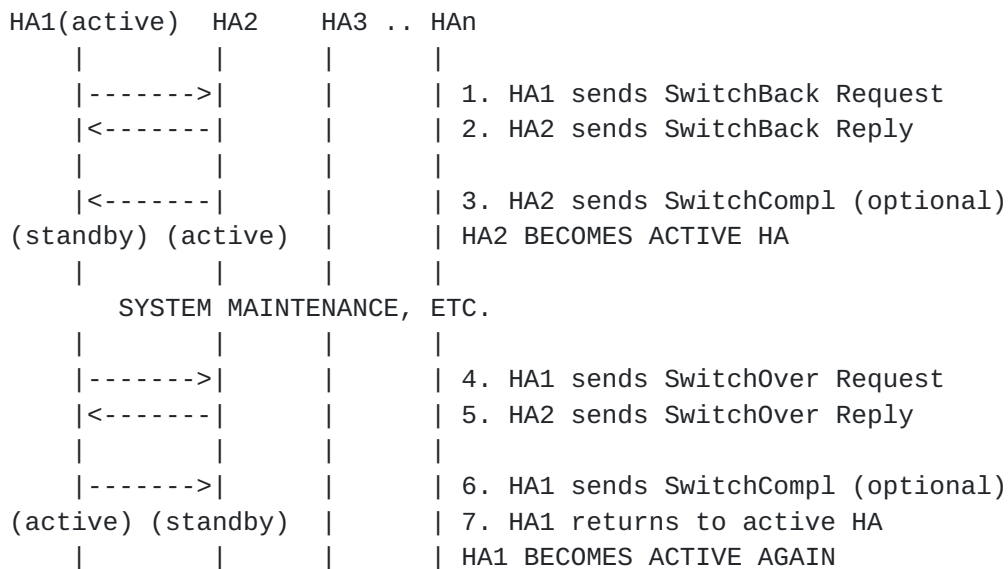 HA1(active)  HA2    HA3 .. HAn
    |        |       |      |
    |------->|       |      | 1. HA1 sends SwitchBack Request
    |<-------|       |      | 2. HA2 sends SwitchBack Reply
    |        |       |      |
    |<-------|       |      | 3. HA2 sends SwitchCompl (optional)
(standby) (active)   |      | HA2 BECOMES ACTIVE HA
    |        |       |      |
       SYSTEM MAINTENANCE, ETC.
    |        |       |      |
    |------->|       |      | 4. HA1 sends SwitchOver Request
    |<-------|       |      | 5. HA2 sends SwitchOver Reply
    |        |       |      |
    |------->|       |      | 6. HA1 sends SwitchCompl (optional)
(active) (standby)   |      | 7. HA1 returns to active HA
    |        |       |      | HA1 BECOMES ACTIVE AGAIN